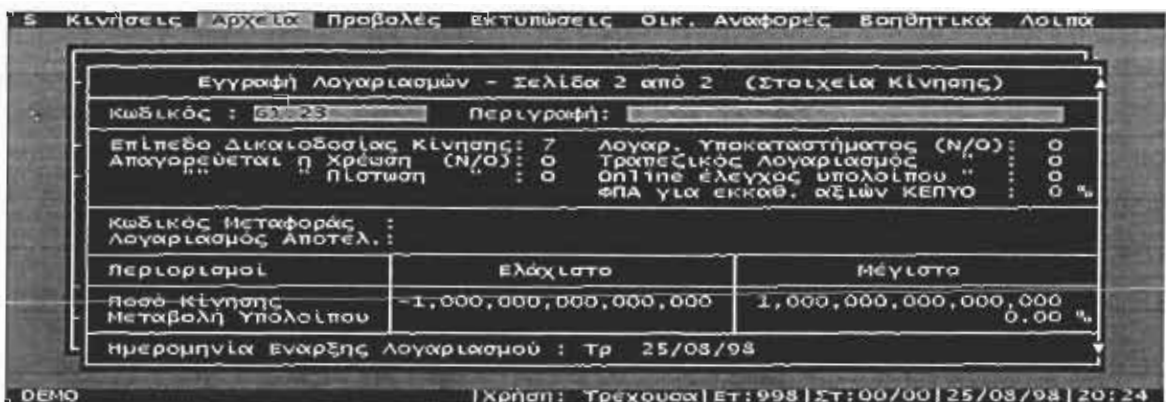 S Κινήσεις Αρχεία Προβολές Εκτυπώσεις Οικ. Αναφορές Βοηθητικά Λοιπά
Εγγραφή Λογαριασμών - Σελίδα 2 από 2 (Στοιχεία Κίνησης)
Κωδικός : 61.23 Περιγραφή:
Επίπεδο Δικαιοδοσίας Κίνησης: 7 Λογαρ. Υποκαταστήματος (Ν/Ο): Ο
Απαγορεύεται η Χρέωση (Ν/Ο): Ο Τραπεζικός Λογαριασμός " : Ο
"" " Πίστωση " : Ο Online έλεγχος υπολοίπου " : Ο
ΦΠΑ για εκκαθ. αξιών ΚΕΠΥΟ : 0 %
Κωδικός Μεταφοράς :
Λογαριασμός Αποτελ.:
Περιορισμοί Ελάχιστο Μέγιστο
Ποσό Κίνησης -1,000,000,000,000,000 1,000,000,000,000,000
Μεταβολή Υπολοίπου 0.00 %
Ημερομηνία Εναρξης Λογαριασμού : Τρ 25/08/98
DEMO |Χρήση: Τρέχουσα|Ετ:998|Στ:00/00|25/08/98|20:24